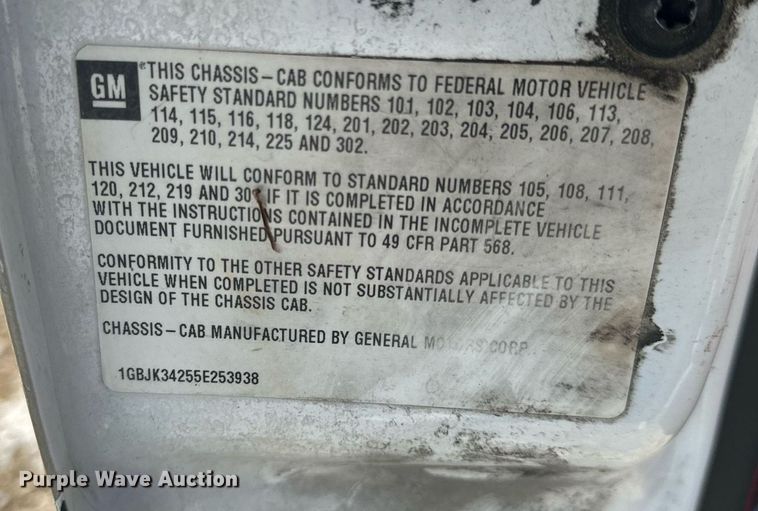 GM
*THIS CHASSIS-CAB CONFORMS TO FEDERAL MOTOR VEHICLE
SAFETY STANDARD NUMBERS 101, 102, 103, 104, 106, 113,
114, 115, 116, 118, 124, 201, 202, 203, 204, 205, 206, 207, 208,
209, 210, 214, 225 AND 302.
THIS VEHICLE WILL CONFORM TO STANDARD NUMBERS 105, 108, 111,
120, 212, 219 AND 301 IF IT IS COMPLETED IN ACCORDANCE
WITH THE INSTRUCTIONS CONTAINED IN THE INCOMPLETE VEHICLE
DOCUMENT FURNISHED PURSUANT TO 49 CFR PART 568.
CONFORMITY TO THE OTHER SAFETY STANDARDS APPLICABLE TO THIS
VEHICLE WHEN COMPLETED IS NOT SUBSTANTIALLY AFFECTED BY THE
DESIGN OF THE CHASSIS CAB.
CHASSIS-CAB MANUFACTURED BY GENERAL MOTORS CORP.
1GBJK34255E253938
Purple Wave Auction